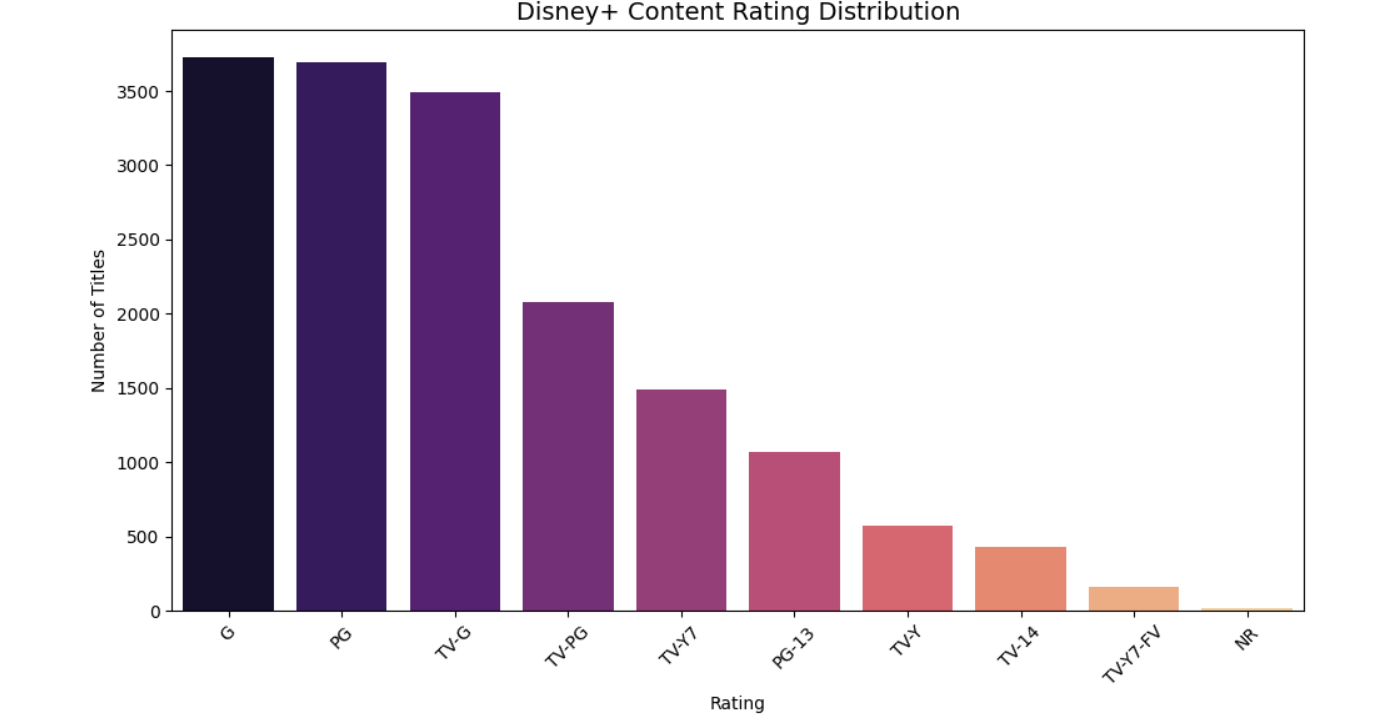 Disney+ Content Rating Distribution
3500
3000
2500
2000
1500
1000
500
0
Number of Titles
G
PG
TV-G
TV-PG
TV-Y7
PG-13
TV-Y
TV-14
TV-Y7-FV
NR
Rating